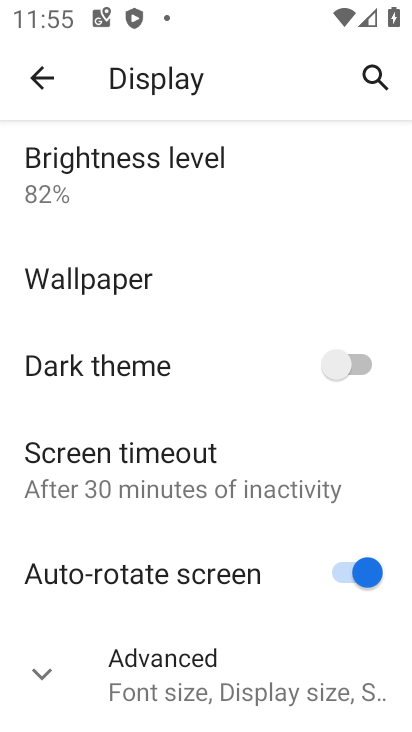 11:55
Display
Brightness level
82%
Wallpaper
Dark theme
Screen timeout
After 30 minutes of inactivity
Auto-rotate screen
Advanced
Font size, Display size, S..